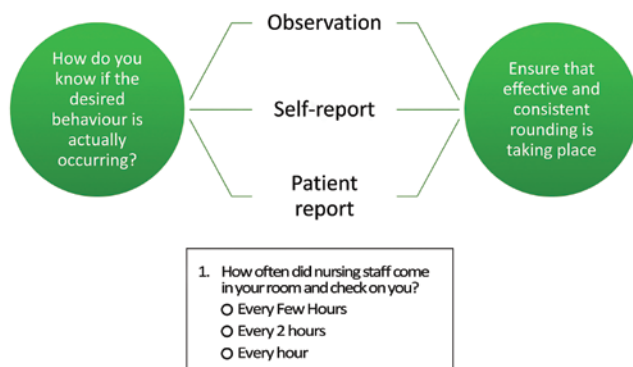 How do you
know if the
desired
behaviour is
actually
occurring?
Observation
Self-report
Patient
report
Ensure that
effective and
consistent
rounding is
taking place
1. How often did nursing staff come
in your room and check on you?
Every Few Hours
Every 2 hours
Every hour